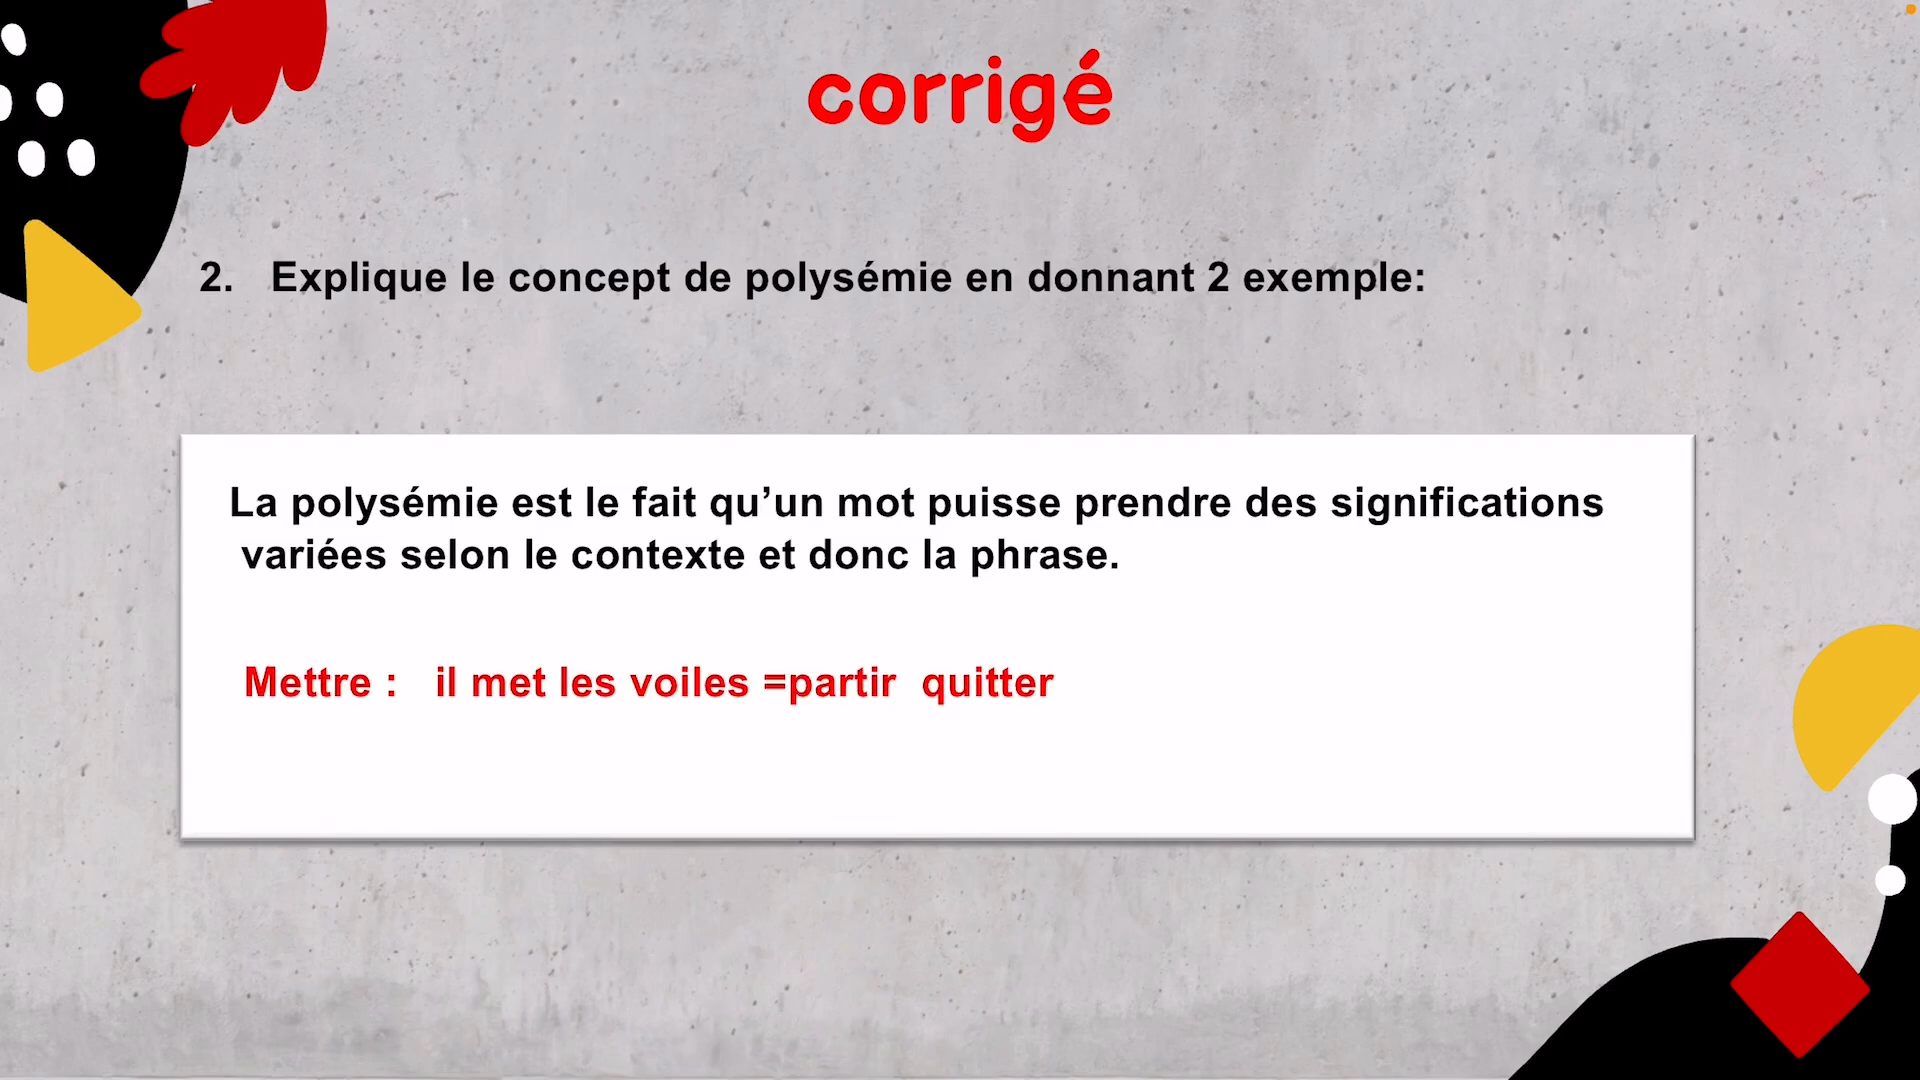 corrigé
2. Explique le concept de polysémie en donnant 2 exemple:
La polysémie est le fait qu’un mot puisse prendre des significations
variées selon le contexte et donc la phrase.
Mettre : il met les voiles =partir quitter